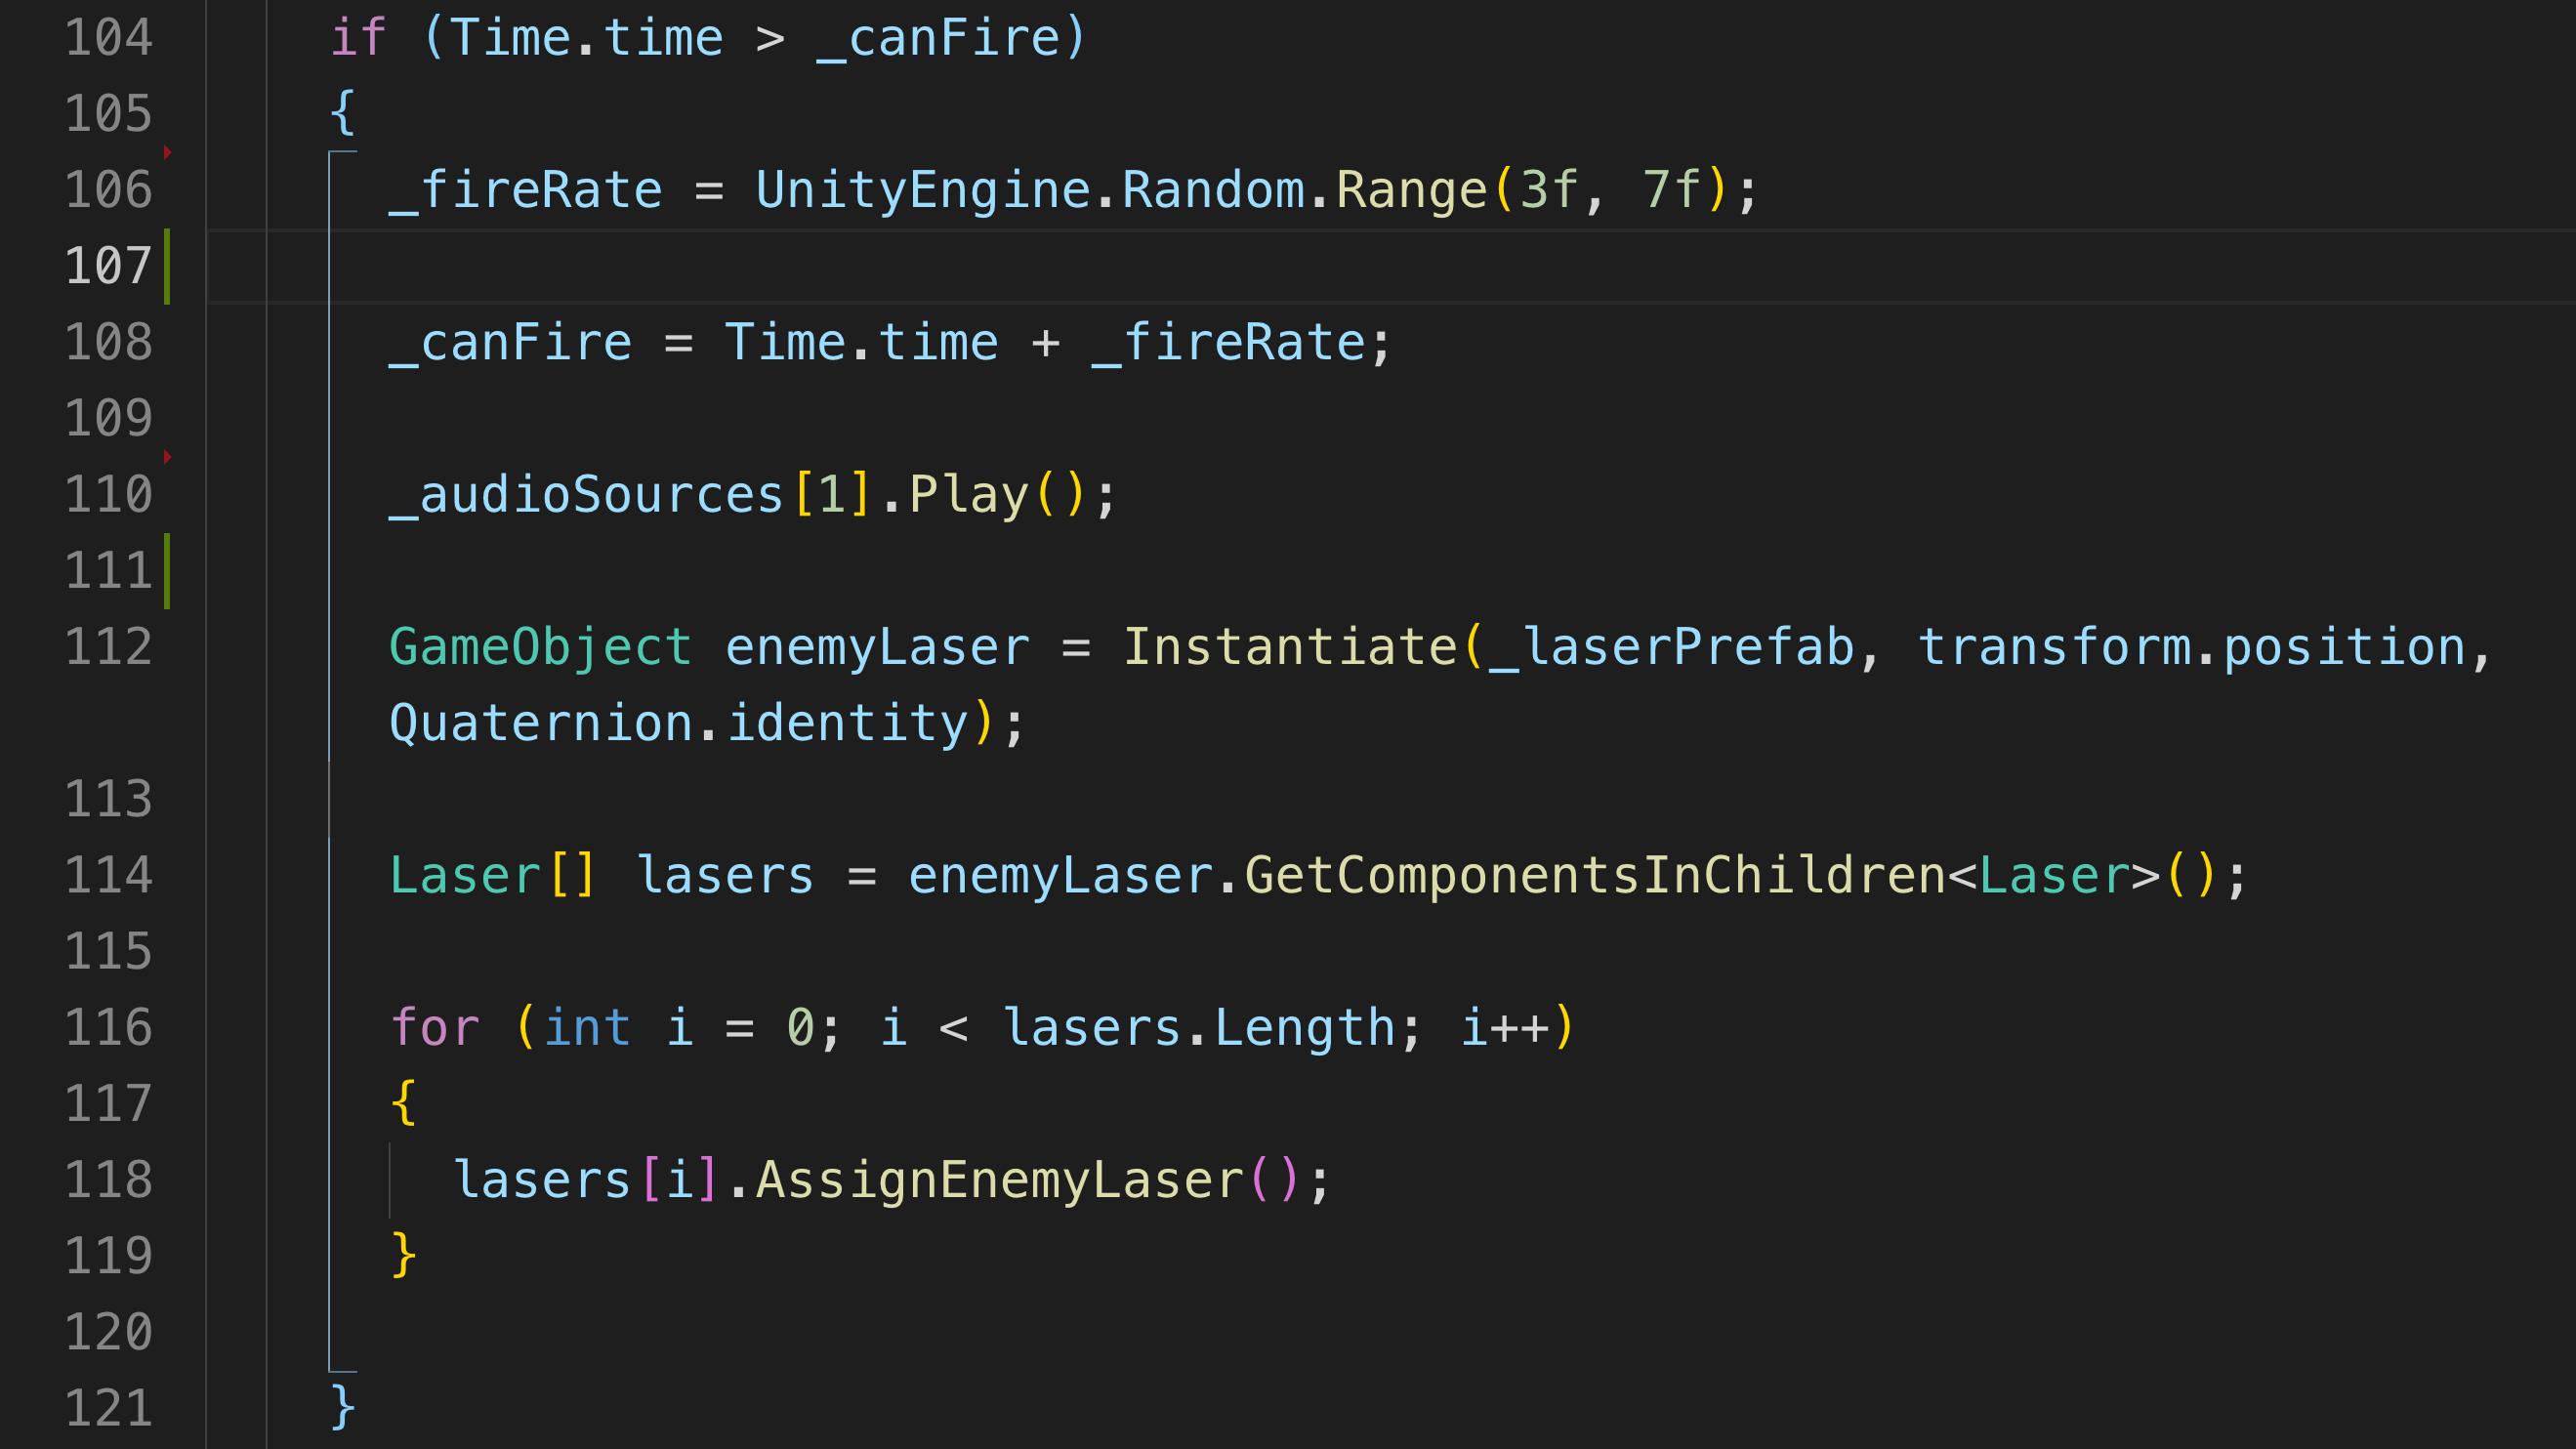 104 if (Time.time > _canFire)
105 {
106 _fireRate = UnityEngine.Random.Range(3f, 7f);
107
108 _canFire = Time.time + _fireRate;
109
110 _audioSources[1].Play();
111
112 GameObject enemyLaser = Instantiate(_laserPrefab, transform.position,
Quaternion.identity);
113
114 Laser[] lasers = enemyLaser.GetComponentsInChildren<Laser>();
115
116 for (int i = 0; i < lasers.Length; i++)
117 {
118 lasers[i].AssignEnemyLaser();
119 }
120
121 }